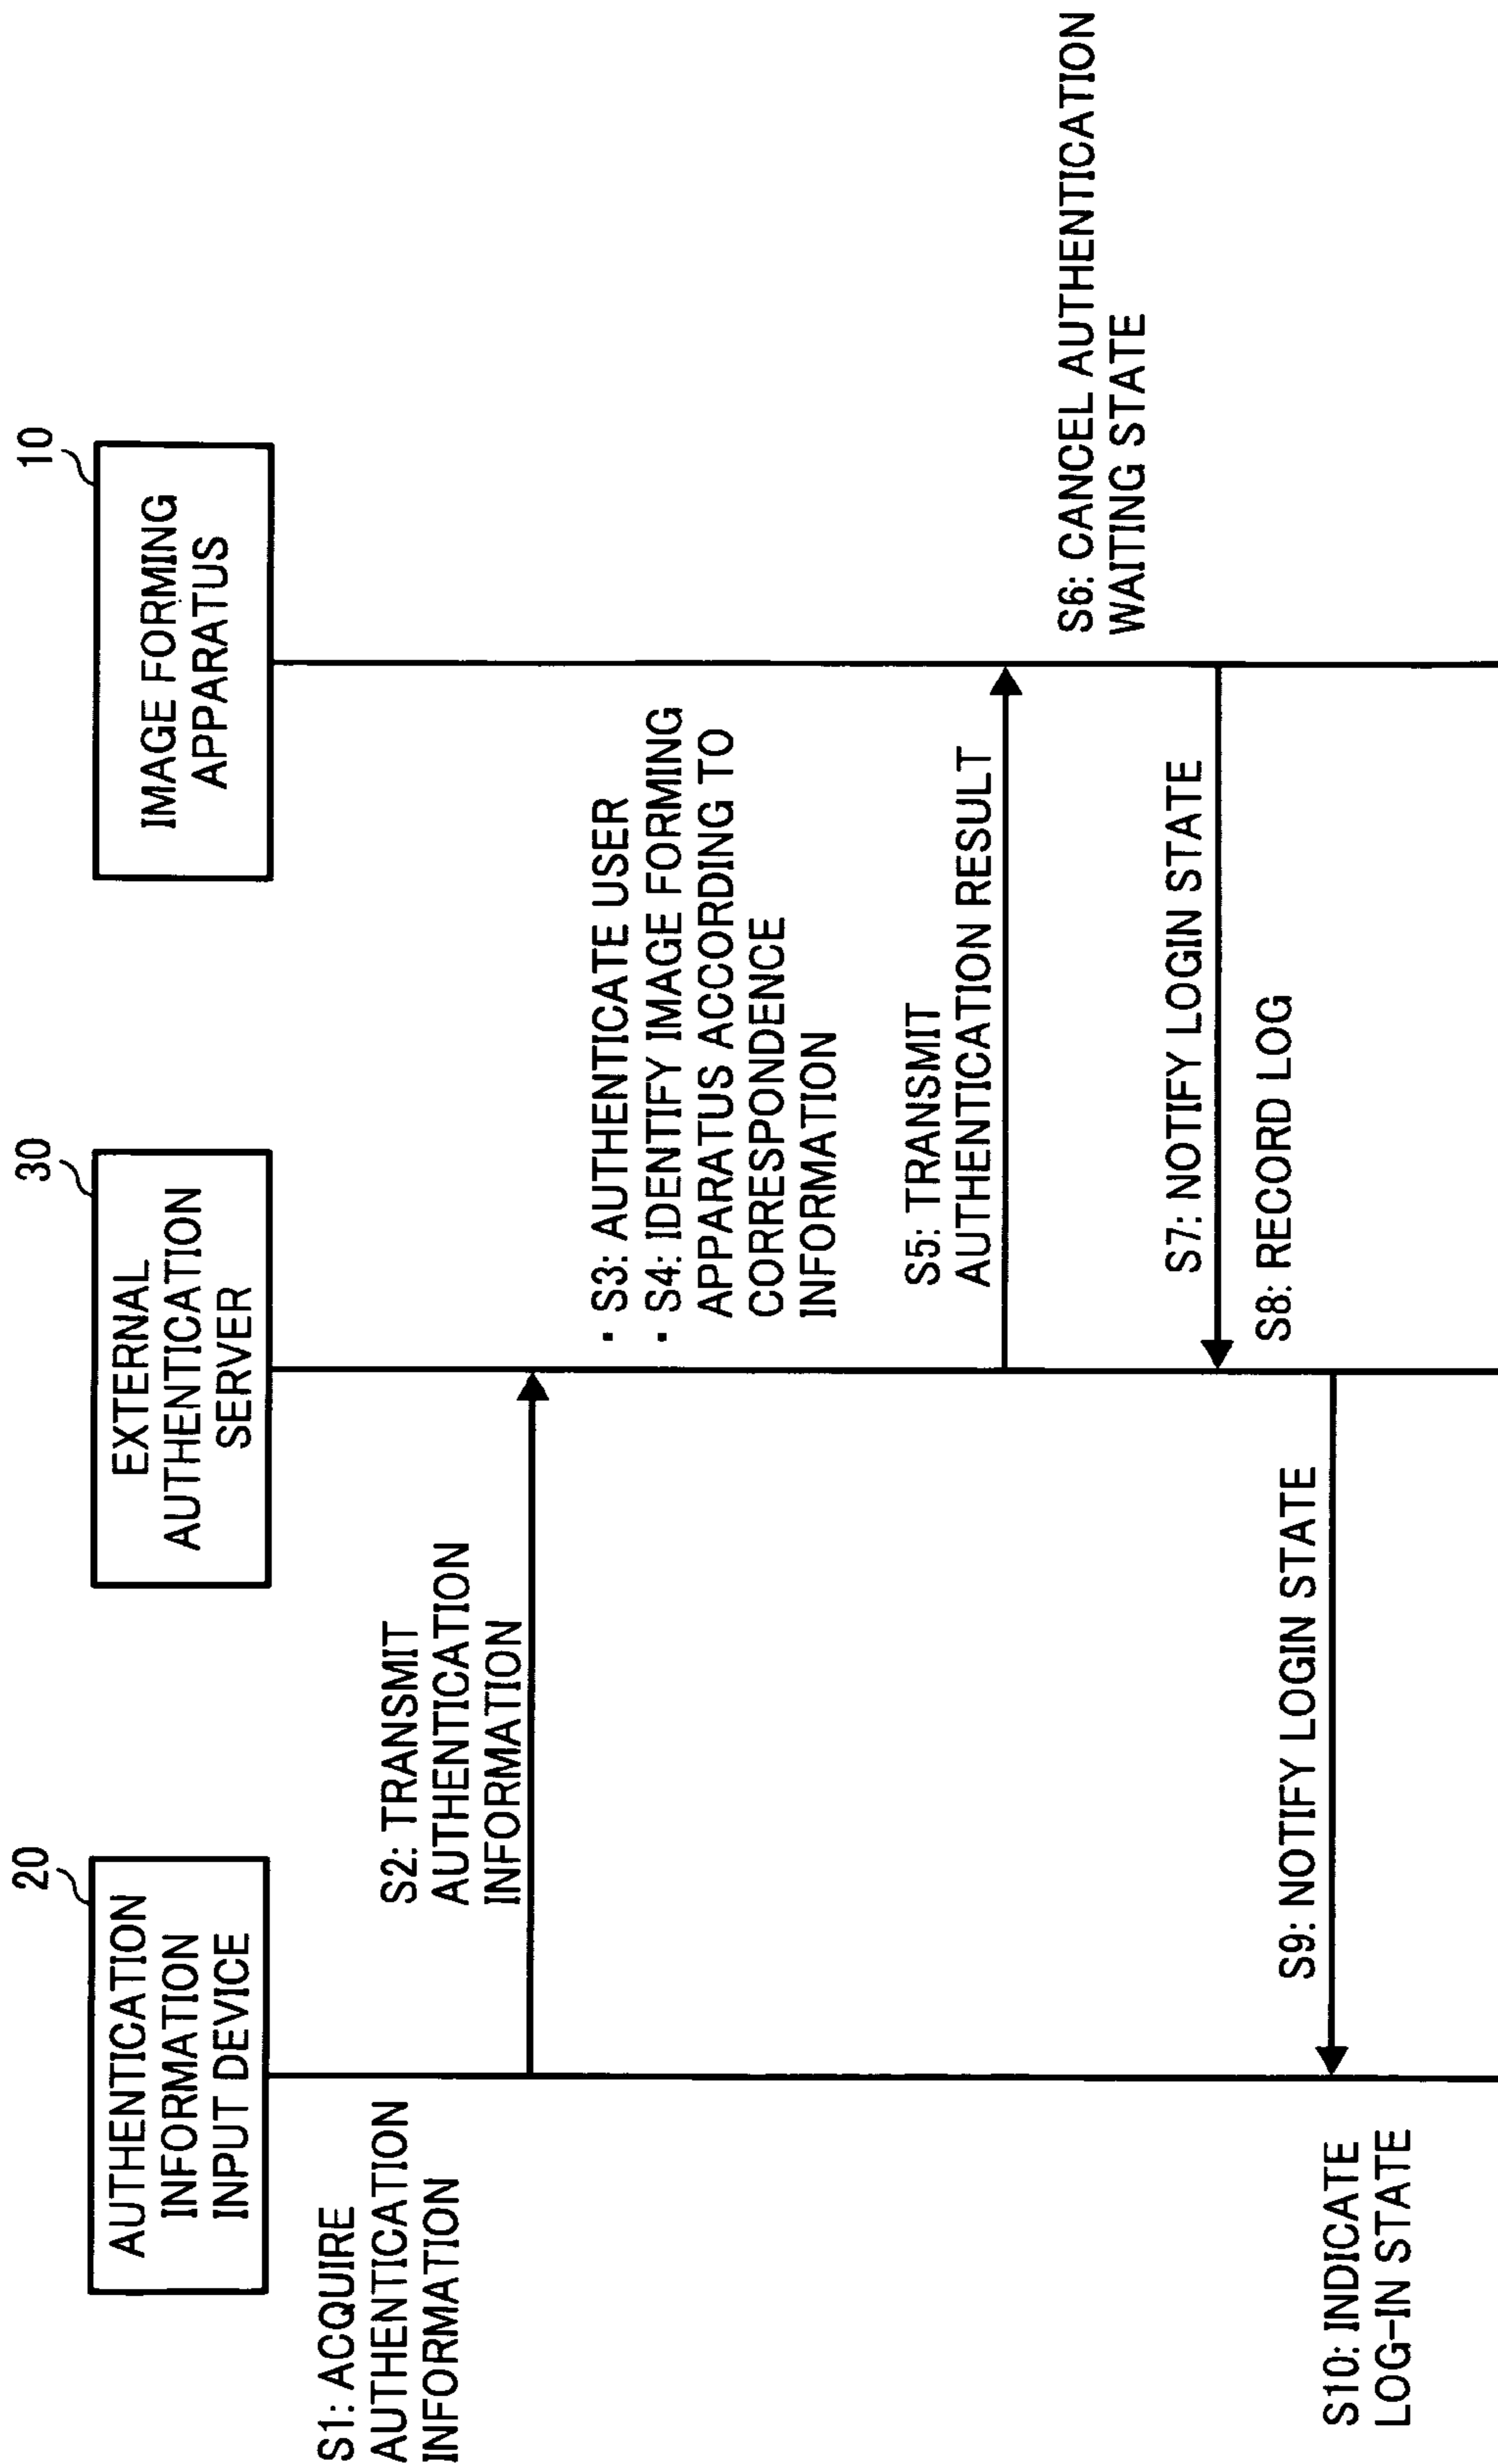 20
AUTHENTICATION
INFORMATION
INPUT DEVICE
30
EXTERNAL
AUTHENTICATION
SERVER
10
IMAGE FORMING
APPARATUS
S1: ACQUIRE
AUTHENTICATION
INFORMATION
S2: TRANSMIT
AUTHENTICATION
INFORMATION
· S3: AUTHENTICATE USER
· S4: IDENTIFY IMAGE FORMING
APPARATUS ACCORDING TO
CORRESPONDENCE
INFORMATION
S5: TRANSMIT
AUTHENTICATION RESULT
S6: CANCEL AUTHENTICATION
WAITING STATE
S7: NOTIFY LOGIN STATE
S8: RECORD LOG
S9: NOTIFY LOGIN STATE
S10: INDICATE
LOG-IN STATE